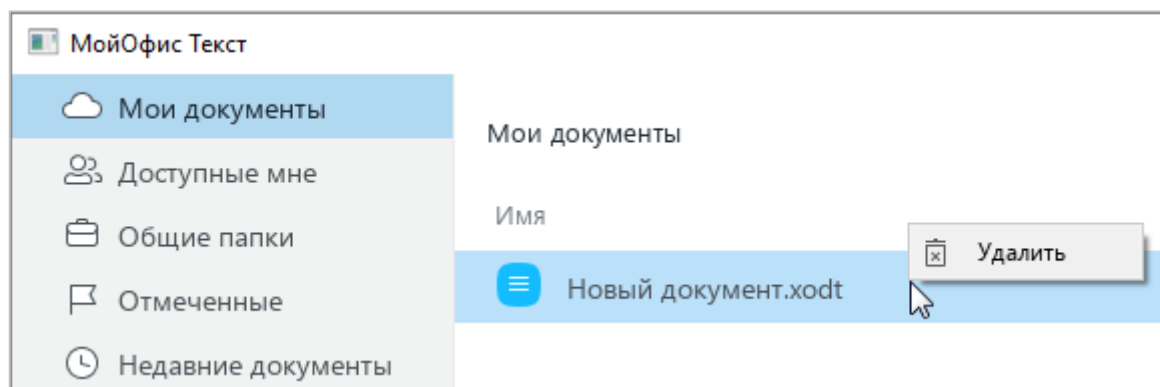 МойОфис Текст
Мои документы
Доступные мне
Общие папки
Отмеченные
Недавние документы
Мои документы
Имя
Новый документ.xodt
Удалить